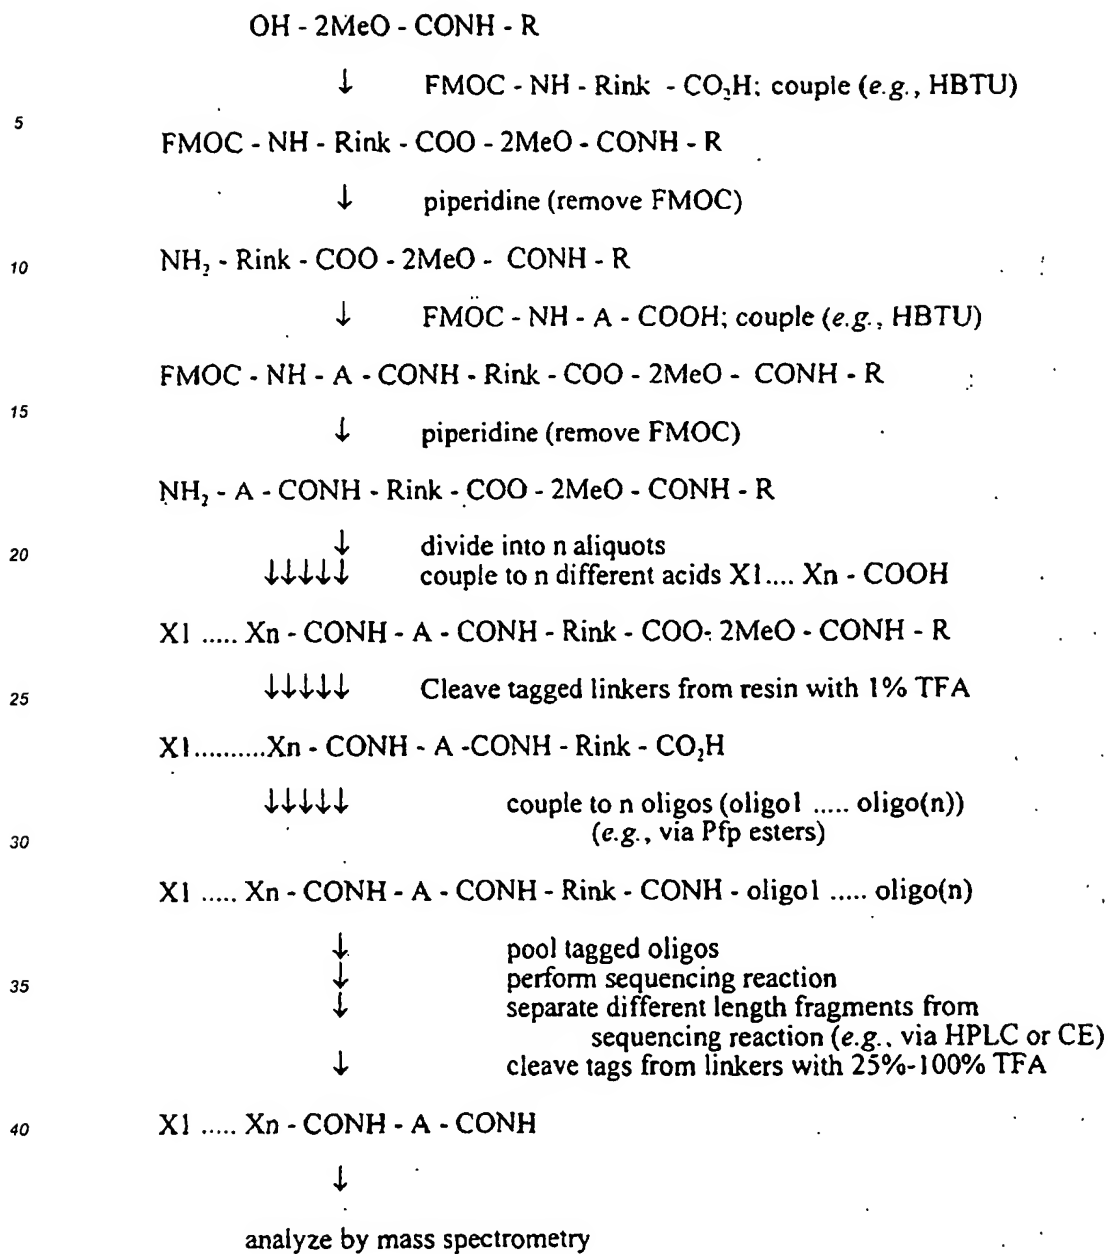 OH - 2MeO - CONH - R
↓ FMOC - NH - Rink - CO₂H; couple (e.g., HBTU)
5
FMOC - NH - Rink - COO - 2MeO - CONH - R
↓ piperidine (remove FMOC)
10 NH₂ - Rink - COO - 2MeO - CONH - R
↓ FMOC - NH - A - COOH; couple (e.g., HBTU)
FMOC - NH - A - CONH - Rink - COO - 2MeO - CONH - R
15
↓ piperidine (remove FMOC)
NH₂ - A - CONH - Rink - COO - 2MeO - CONH - R
20 ↓ divide into n aliquots
↓↓↓↓↓ couple to n different acids X1.... Xn - COOH
X1 ..... Xn - CONH - A - CONH - Rink - COO- 2MeO - CONH - R
25 ↓↓↓↓↓ Cleave tagged linkers from resin with 1% TFA
X1..........Xn - CONH - A -CONH - Rink - CO₂H
↓↓↓↓↓ couple to n oligos (oligo1 ..... oligo(n))
30 (e.g., via Pfp esters)
X1 ..... Xn - CONH - A - CONH - Rink - CONH - oligo1 ..... oligo(n)
↓ pool tagged oligos
35 ↓ perform sequencing reaction
↓ separate different length fragments from
sequencing reaction (e.g., via HPLC or CE)
↓ cleave tags from linkers with 25%-100% TFA
40 X1 ..... Xn - CONH - A - CONH
↓
analyze by mass spectrometry